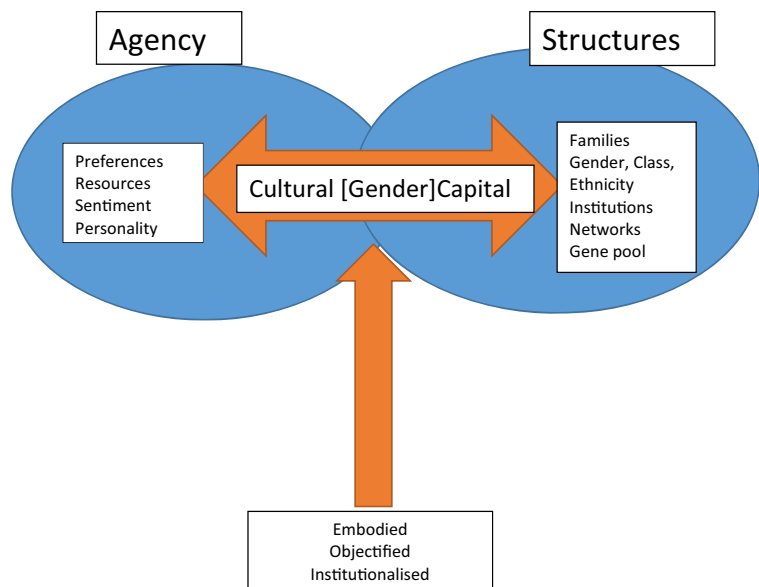 Agency
Structures
Preferences
Resources
Sentiment
Personality
Cultural [Gender]Capital
Families
Gender, Class,
Ethnicity
Institutions
Networks
Gene pool
Embodied
Objectified
Institutionalised